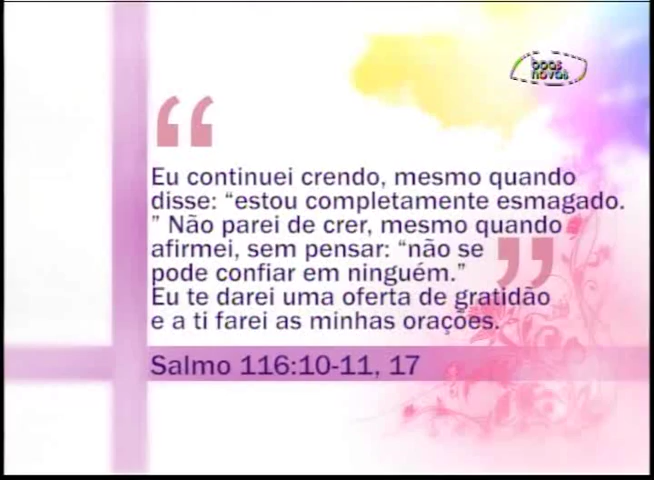 boas
novas
“
Eu continuei crendo, mesmo quando
disse: “estou completamente esmagado.
” Não parei de crer, mesmo quando
afirmei, sem pensar: “não se
pode confiar em ninguém.”
”
Eu te darei uma oferta de gratidão
e a ti farei as minhas orações.
Salmo 116:10-11, 17